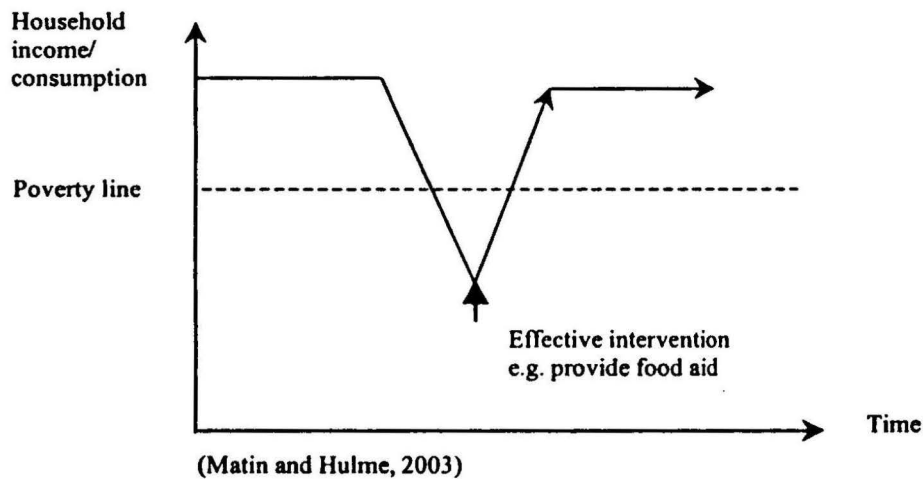 Household
income/
consumption
Poverty line
Effective intervention
e.g. provide food aid
Time
(Matin and Hulme, 2003)